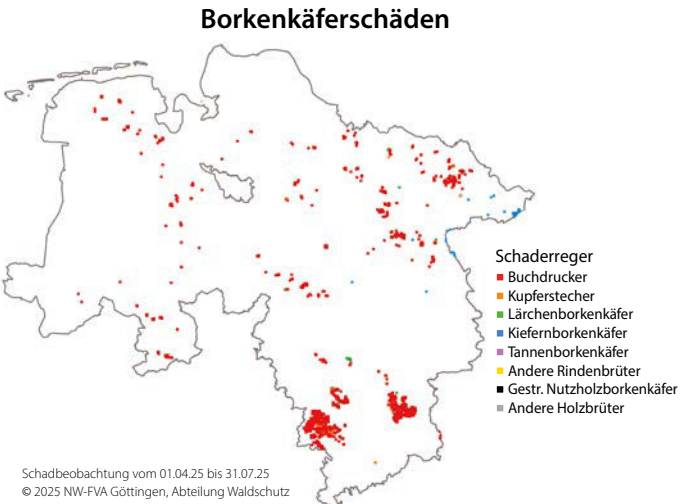 Borkenkäferschäden
Schaderreger
Buchdrucker
Kupferstecher
Lärchenborkenkäfer
Kiefernborkenkäfer
Tannenborkenkäfer
Andere Rindenbrüter
Gestr. Nutzholzborkenkäfer
Andere Holzbrüter
Schadbeobachtung vom 01.04.25 bis 31.07.25
© 2025 NW-FVA Göttingen, Abteilung Waldschutz